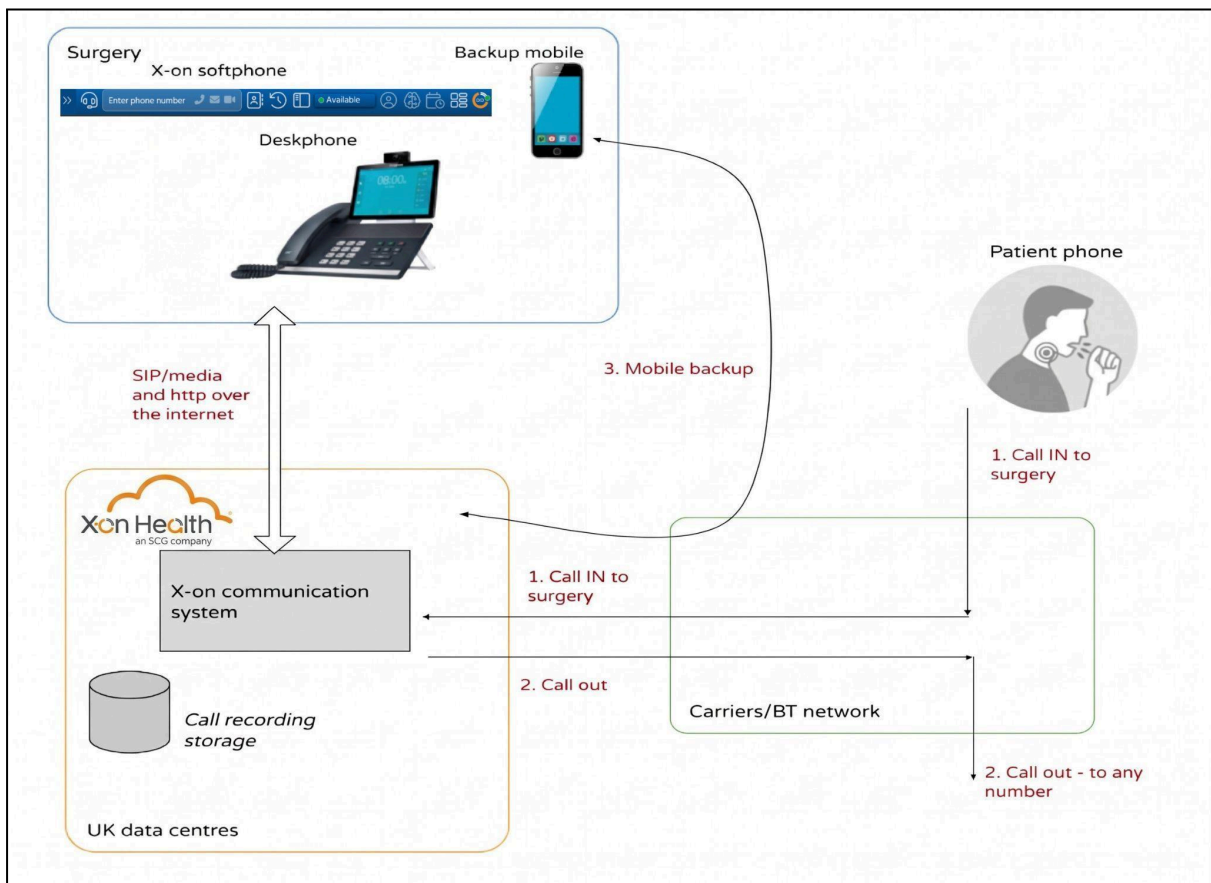 Surgery
X-on softphone
Enter phone number
Available
Deskphone
08:00
Backup mobile
Patient phone
SIP/media
and http over
the internet
3. Mobile backup
1. Call IN to
surgery
X-on Health
an SCG company
X-on communication
system
1. Call IN to
surgery
2. Call out
Call recording
storage
Carriers/BT network
2. Call out - to any
number
UK data centres